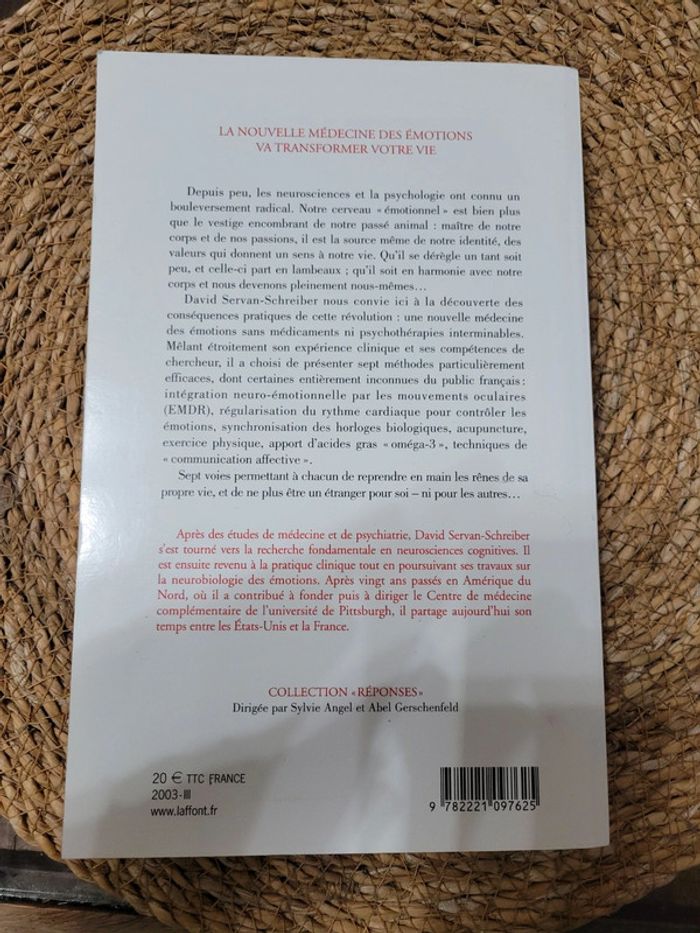 LA NOUVELLE MÉDECINE DES ÉMOTIONS
VA TRANSFORMER VOTRE VIE
Depuis peu, les neurosciences et la psychologie ont connu un
bouleversement radical. Notre cerveau « émotionnel » est bien plus
que le vestige encombrant de notre passé animal : maître de notre
corps et de nos passions, il est la source même de notre identité, des
valeurs qui donnent un sens à notre vie. Qu'il se dérègle un tant soit
peu, et celle-ci part en lambeaux ; qu'il soit en harmonie avec notre
corps et nous devenons pleinement nous-mêmes…
David Servan-Schreiber nous convie ici à la découverte des
conséquences pratiques de cette révolution : une nouvelle médecine
des émotions sans médicaments ni psychothérapies interminables.
Mêlant étroitement son expérience clinique et ses compétences de
chercheur, il a choisi de présenter sept méthodes particulièrement
efficaces, dont certaines entièrement inconnues du public français :
intégration neuro-émotionnelle par les mouvements oculaires
(EMDR), régularisation du rythme cardiaque pour contrôler les
émotions, synchronisation des horloges biologiques, acupuncture,
exercice physique, apport d'acides gras « oméga-3 », techniques de
« communication affective ».
Sept voies permettant à chacun de reprendre en main les rênes de sa
propre vie, et de ne plus être un étranger pour soi – ni pour les autres…
Après des études de médecine et de psychiatrie, David Servan-Schreiber
s'est tourné vers la recherche fondamentale en neurosciences cognitives. Il
est ensuite revenu à la pratique clinique tout en poursuivant ses travaux sur
la neurobiologie des émotions. Après vingt ans passés en Amérique du
Nord, où il a contribué à fonder puis à diriger le Centre de médecine
complémentaire de l'université de Pittsburgh, il partage aujourd'hui son
temps entre les États-Unis et la France.
COLLECTION « RÉPONSES »
Dirigée par Sylvie Angel et Abel Gerschenfeld
20 € TTC FRANCE
2003-III
www.laffont.fr
9 782221 097625